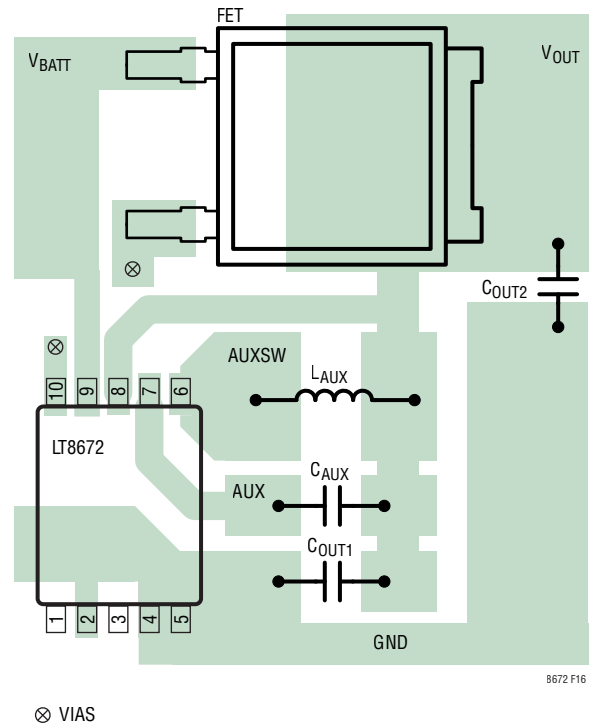 FET
VBATT
VOUT
COUT2
AUXSW
LAUX
10 9 8 7 6
LT8672
AUX
CAUX
COUT1
1 2 3 4 5
GND
8672 F16
⊗ VIAS